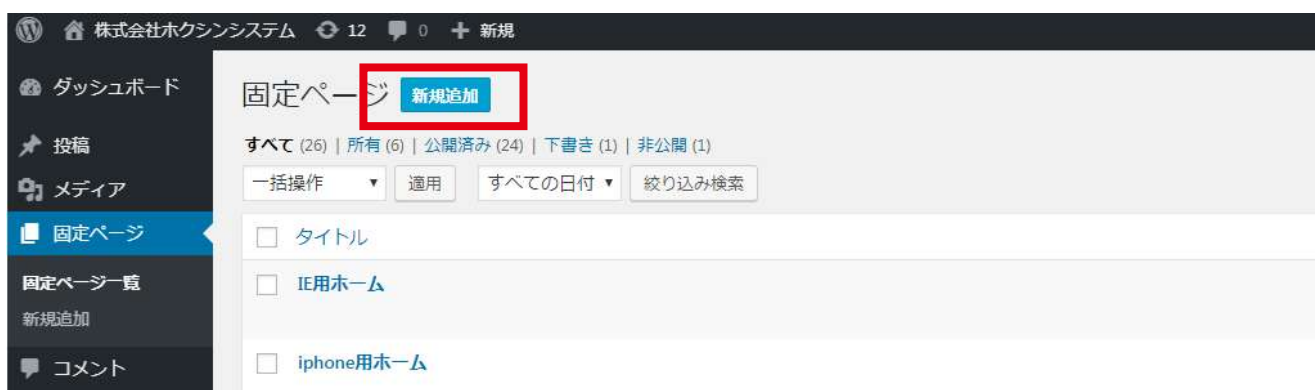 株式会社ホクシンシステム 12 0 新規
ダッシュボード
投稿
メディア
固定ページ
固定ページ一覧
新規追加
コメント
固定ページ 新規追加
すべて (26) | 所有 (6) | 公開済み (24) | 下書き (1) | 非公開 (1)
一括操作 ▼ 適用 すべての日付 ▼ 絞り込み検索
タイトル
IE用ホーム
iphone用ホーム